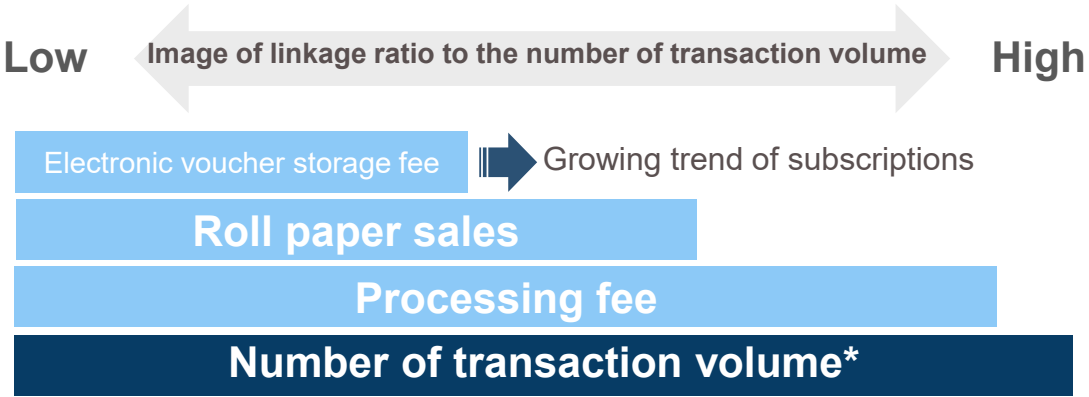 Low
Image of linkage ratio to the number of transaction volume
High
Electronic voucher storage fee
Growing trend of subscriptions
Roll paper sales
Processing fee
Number of transaction volume*